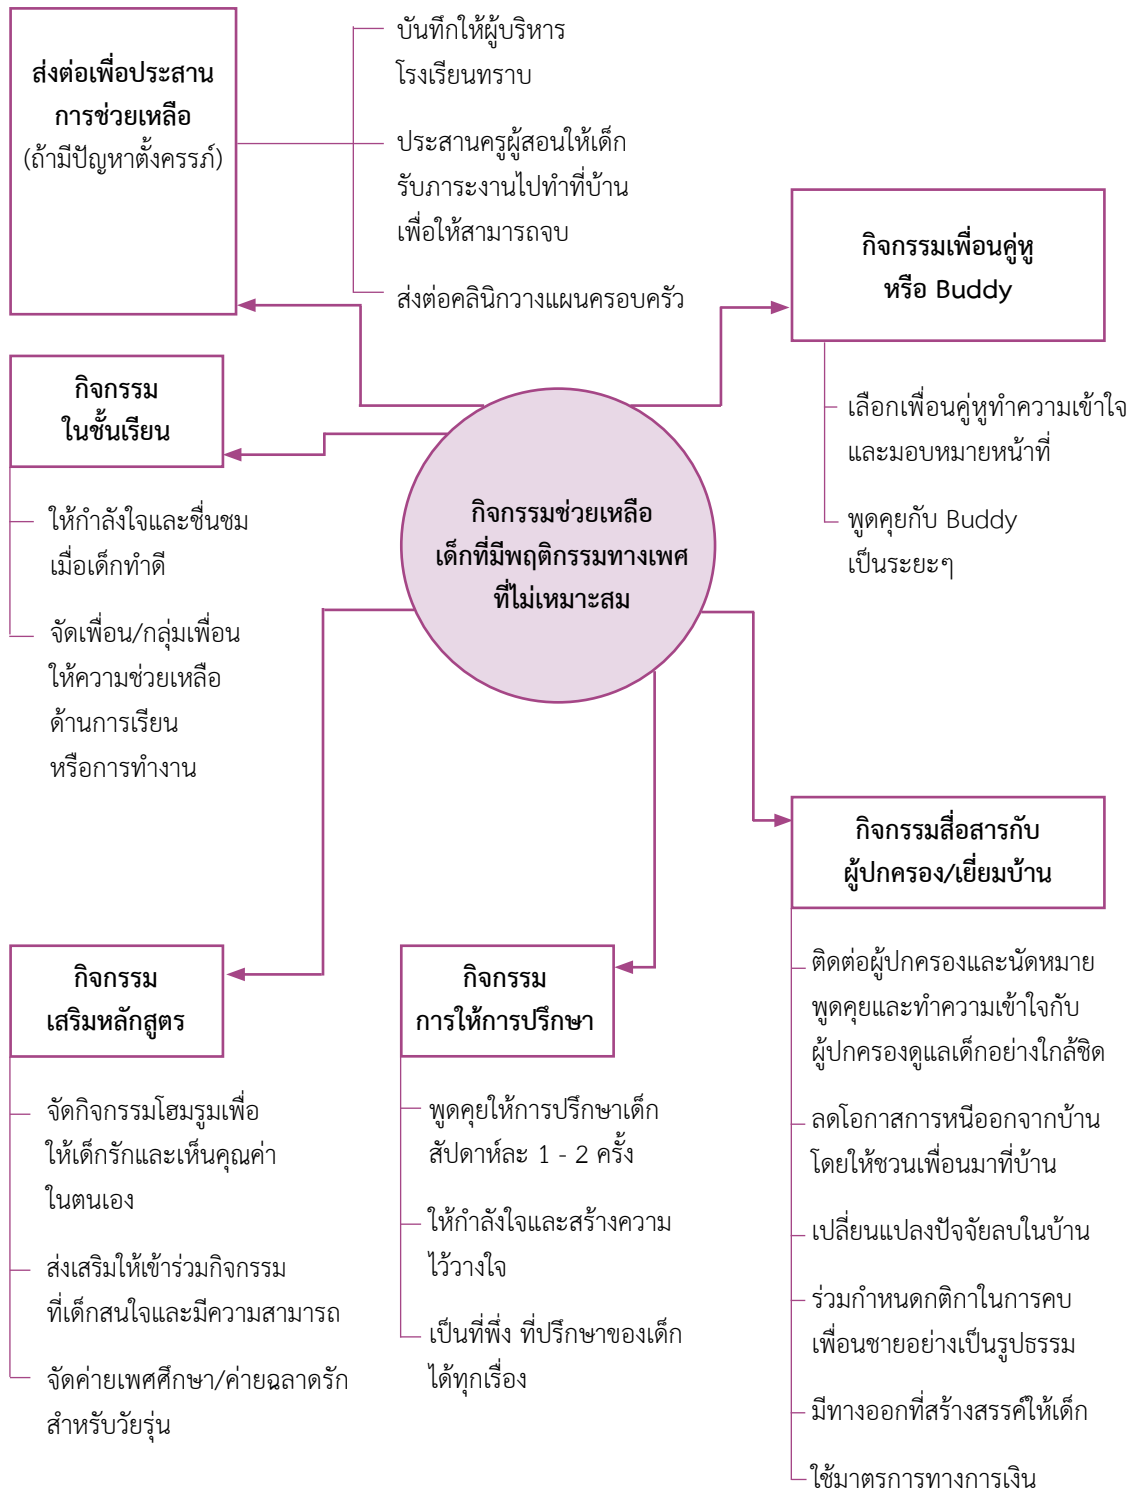 ส่งต่อเพื่อประสาน
การช่วยเหลือ
(ถ้ามีปัญหาตั้งครรภ์)
บันทึกให้ผู้บริหาร
โรงเรียนทราบ
ประสานครูผู้สอนให้เด็ก
รับภาระงานไปทำที่บ้าน
เพื่อให้สามารถจบ
ส่งต่อคลินิกวางแผนครอบครัว
กิจกรรมเพื่อนคู่หู
หรือ Buddy
เลือกเพื่อนคู่หูทำความเข้าใจ
และมอบหมายหน้าที่
พูดคุยกับ Buddy
เป็นระยะๆ
กิจกรรม
ในชั้นเรียน
ให้กำลังใจและชื่นชม
เมื่อเด็กทำดี
จัดเพื่อน/กลุ่มเพื่อน
ให้ความช่วยเหลือ
ด้านการเรียน
หรือการทำงาน
กิจกรรมช่วยเหลือ
เด็กที่มีพฤติกรรมทางเพศ
ที่ไม่เหมาะสม
กิจกรรมสื่อสารกับ
ผู้ปกครอง/เยี่ยมบ้าน
ติดต่อผู้ปกครองและนัดหมาย
พูดคุยและทำความเข้าใจกับ
ผู้ปกครองดูแลเด็กอย่างใกล้ชิด
ลดโอกาสการหนีออกจากบ้าน
โดยให้ชวนเพื่อนมาที่บ้าน
เปลี่ยนแปลงปัจจัยลบในบ้าน
ร่วมกำหนดกติกาในการคบ
เพื่อนชายอย่างเป็นรูปธรรม
มีทางออกที่สร้างสรรค์ให้เด็ก
ใช้มาตรการทางการเงิน
กิจกรรม
เสริมหลักสูตร
จัดกิจกรรมโฮมรูมเพื่อ
ให้เด็กรักและเห็นคุณค่า
ในตนเอง
ส่งเสริมให้เข้าร่วมกิจกรรม
ที่เด็กสนใจและมีความสามารถ
จัดค่ายเพศศึกษา/ค่ายฉลาดรัก
สำหรับวัยรุ่น
กิจกรรม
การให้การปรึกษา
พูดคุยให้การปรึกษาเด็ก
สัปดาห์ละ 1 - 2 ครั้ง
ให้กำลังใจและสร้างความ
ไว้วางใจ
เป็นที่พึ่ง ที่ปรึกษาของเด็ก
ได้ทุกเรื่อง